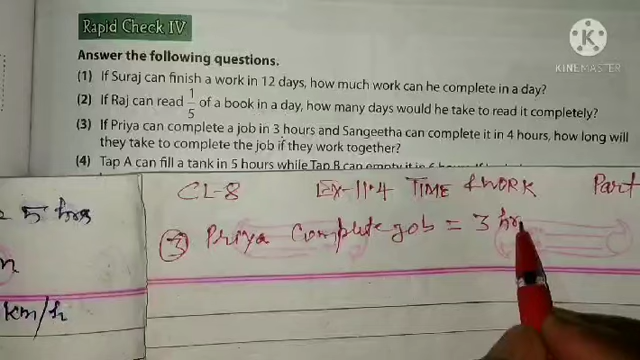 Rapid Check IV
KINEMASTER
Answer the following questions.
(1) If Suraj can finish a work in 12 days, how much work can he complete in a day?
(2) If Raj can read 1/5 of a book in a day, how many days would he take to read it completely?
(3) If Priya can complete a job in 3 hours and Sangeetha can complete it in 4 hours, how long will
they take to complete the job if they work together?
(4) Tap A can fill a tank in 5 hours while Tap B can empty it in 6
CL-8 Ex-11.4 TIME & WORK Part
= 5 hrs
(3) Priya Complete job = 3 hr
km/h